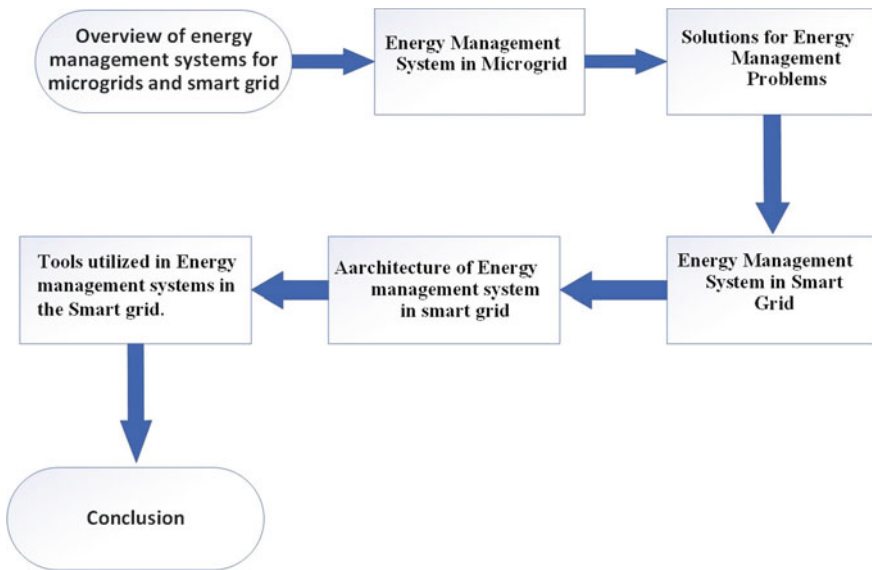 Overview of energy
management systems for
microgrids and smart grid
Energy Management
System in Microgrid
Solutions for Energy
Management
Problems
Energy Management
System in Smart
Grid
Aarchitecture of Energy
management system
in smart grid
Tools utilized in Energy
management systems in
the Smart grid.
Conclusion